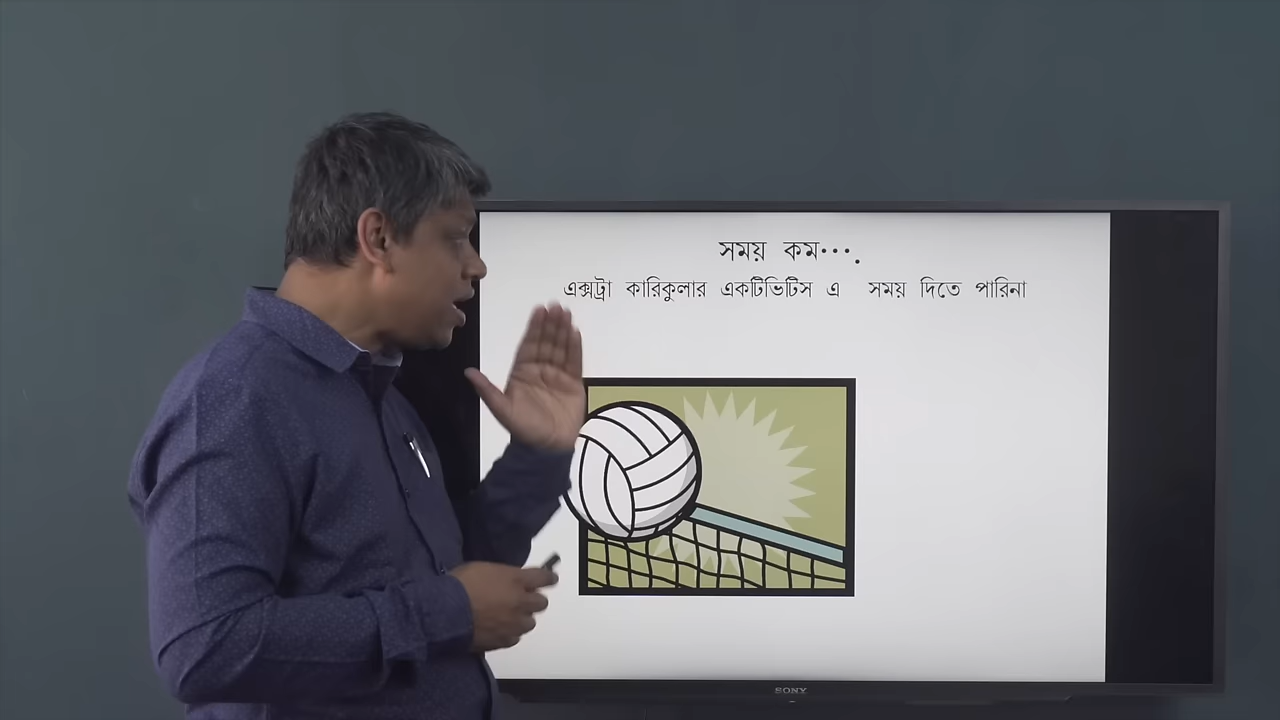 সময় কম....
এক্সট্রা কারিকুলার একটিভিটিস এ সময় দিতে পারিনা
SONY